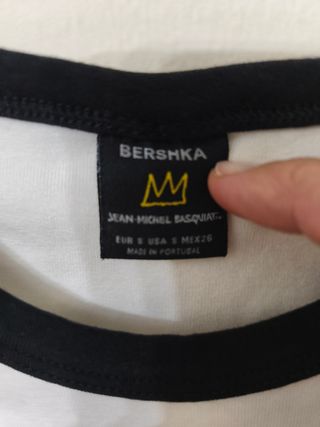 BERSHKA
JEAN-MICHEL BASQUIAT
EUR S USA S MEX26
MADE IN PORTUGAL